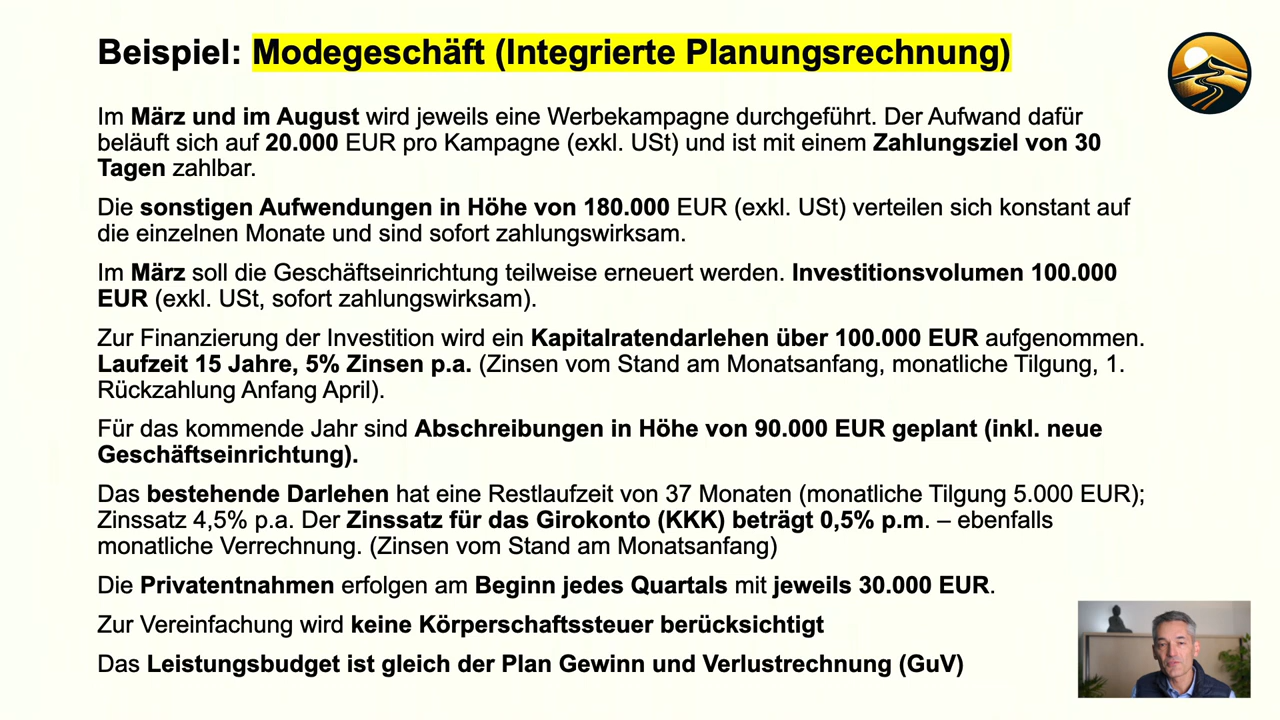 Beispiel: Modegeschäft (Integrierte Planungsrechnung)
Im März und im August wird jeweils eine Werbekampagne durchgeführt. Der Aufwand dafür
beläuft sich auf 20.000 EUR pro Kampagne (exkl. USt) und ist mit einem Zahlungsziel von 30
Tagen zahlbar.
Die sonstigen Aufwendungen in Höhe von 180.000 EUR (exkl. USt) verteilen sich konstant auf
die einzelnen Monate und sind sofort zahlungswirksam.
Im März soll die Geschäftseinrichtung teilweise erneuert werden. Investitionsvolumen 100.000
EUR (exkl. USt, sofort zahlungswirksam).
Zur Finanzierung der Investition wird ein Kapitalratendarlehen über 100.000 EUR aufgenommen.
Laufzeit 15 Jahre, 5% Zinsen p.a. (Zinsen vom Stand am Monatsanfang, monatliche Tilgung, 1.
Rückzahlung Anfang April).
Für das kommende Jahr sind Abschreibungen in Höhe von 90.000 EUR geplant (inkl. neue
Geschäftseinrichtung).
Das bestehende Darlehen hat eine Restlaufzeit von 37 Monaten (monatliche Tilgung 5.000 EUR);
Zinssatz 4,5% p.a. Der Zinssatz für das Girokonto (KKK) beträgt 0,5% p.m. – ebenfalls
monatliche Verrechnung. (Zinsen vom Stand am Monatsanfang)
Die Privatentnahmen erfolgen am Beginn jedes Quartals mit jeweils 30.000 EUR.
Zur Vereinfachung wird keine Körperschaftssteuer berücksichtigt
Das Leistungsbudget ist gleich der Plan Gewinn und Verlustrechnung (GuV)